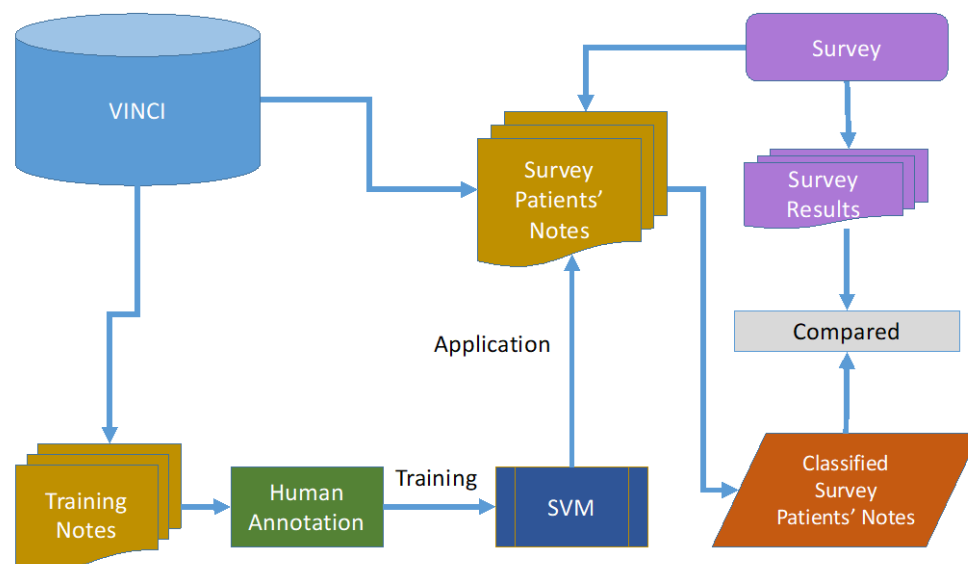 VINCI
Survey
Survey
Patients’
Notes
Survey
Results
Application
Compared
Training
Notes
Human
Annotation
Training
SVM
Classified
Survey
Patients’ Notes